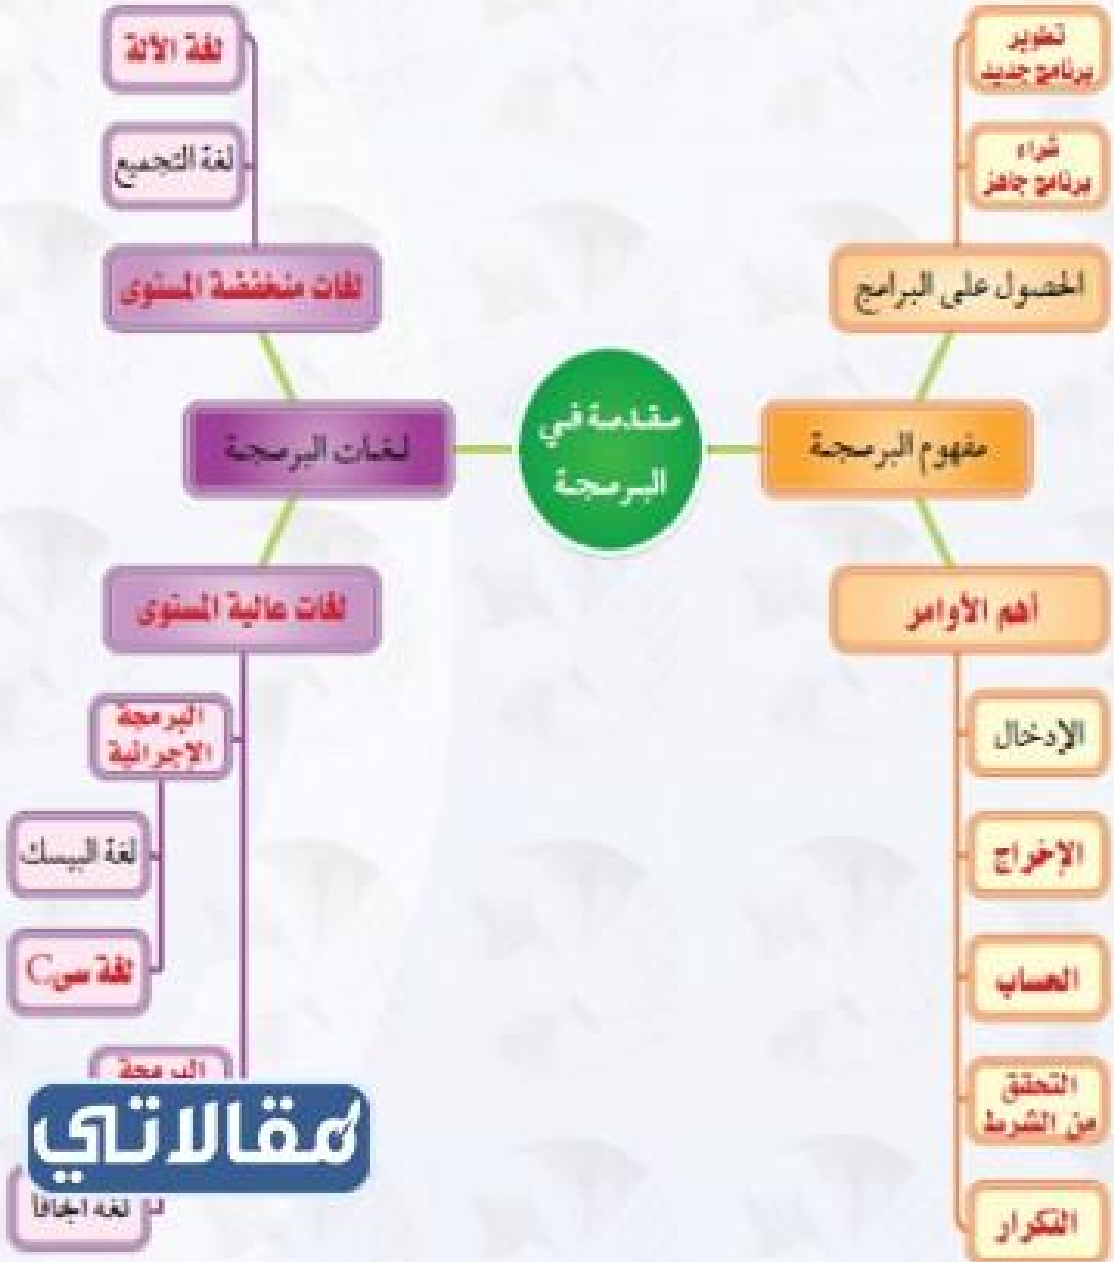 مقدمة في
البرمجة
مفهوم البرمجة
الحصول على البرامج
تطوير
برنامج جديد
شراء
برنامج جاهز
أهم الأوامر
الإدخال
الإخراج
الحساب
التحقق
من الشرط
التكرار
لغات البرمجة
لغات منخفضة المستوى
لغة الآلة
لغة التجميع
لغات عالية المستوى
البرمجة
الإجرائية
لغة البيسك
لغة سي C
البرمجة
لغة الجافا
مقالاتي